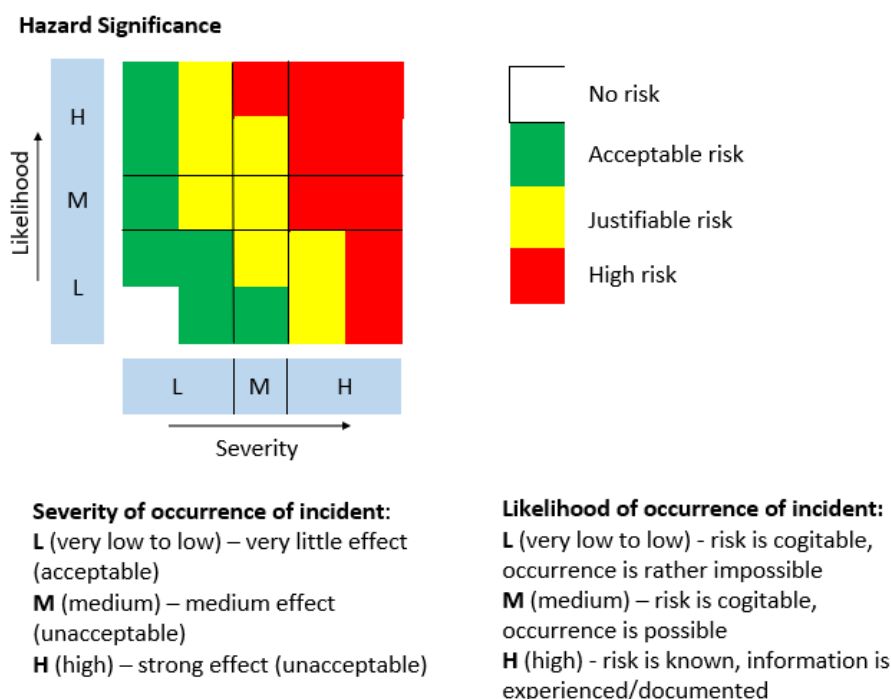 Hazard Significance
H
M
L
Likelihood
L
M
H
Severity
No risk
Acceptable risk
Justifiable risk
High risk
Severity of occurrence of incident:
L (very low to low) – very little effect
(acceptable)
M (medium) – medium effect
(unacceptable)
H (high) – strong effect (unacceptable)
Likelihood of occurrence of incident:
L (very low to low) - risk is cogitable,
occurrence is rather impossible
M (medium) – risk is cogitable,
occurrence is possible
H (high) - risk is known, information is
experienced/documented